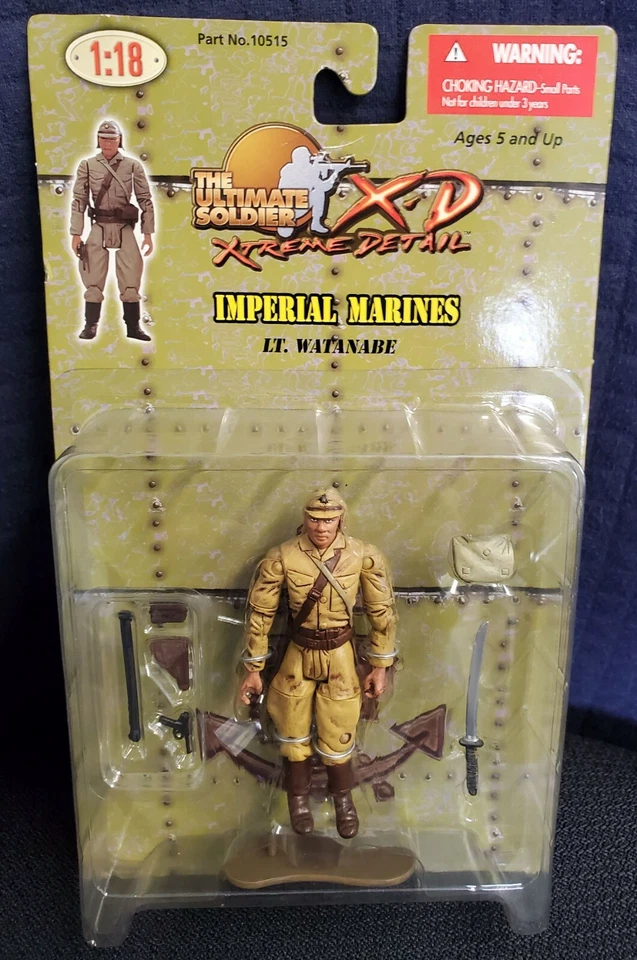 1:18
Part No.10515
WARNING:
CHOKING HAZARD–Small Parts
Not for children under 3 years
Ages 5 and Up
THE
ULTIMATE
SOLDIER
X-D
XTREME DETAIL™
IMPERIAL MARINES
LT. WATANABE